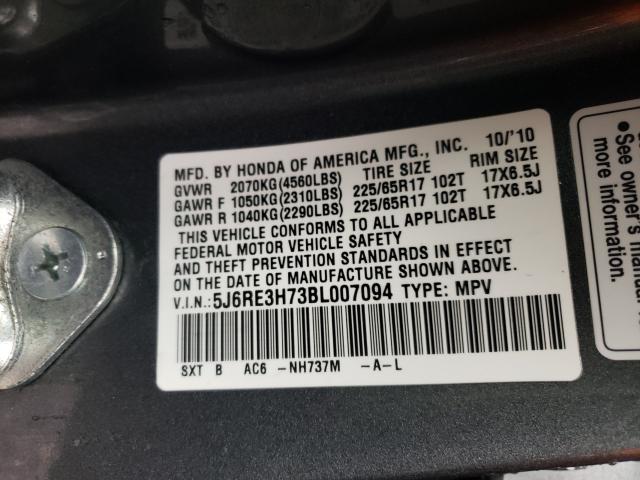 MFD. BY HONDA OF AMERICA MFG., INC. 10/'10
GVWR 2070KG(4560LBS) TIRE SIZE RIM SIZE
GAWR F 1050KG(2310LBS) 225/65R17 102T 17X6.5J
GAWR R 1040KG(2290LBS) 225/65R17 102T 17X6.5J
THIS VEHICLE CONFORMS TO ALL APPLICABLE
FEDERAL MOTOR VEHICLE SAFETY
AND THEFT PREVENTION STANDARDS IN EFFECT
ON THE DATE OF MANUFACTURE SHOWN ABOVE.
V.I.N.: 5J6RE3H73BL007094 TYPE: MPV
SXT B AC6 -NH737M -A-L
See owner's
more information.